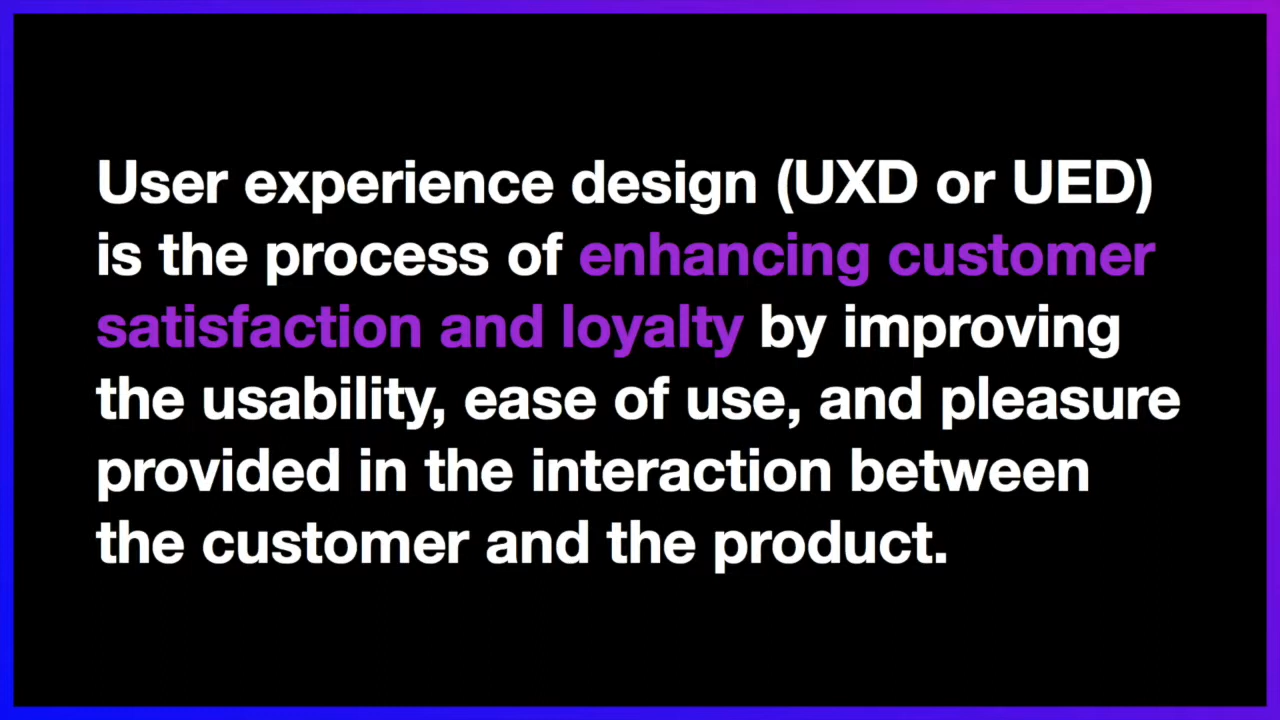 User experience design (UXD or UED)
is the process of enhancing customer
satisfaction and loyalty by improving
the usability, ease of use, and pleasure
provided in the interaction between
the customer and the product.